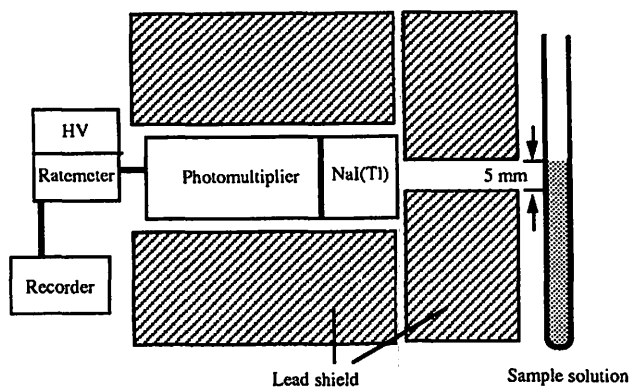 HV
Ratemeter
Photomultiplier
NaI(Tl)
5 mm
Recorder
Lead shield
Sample solution